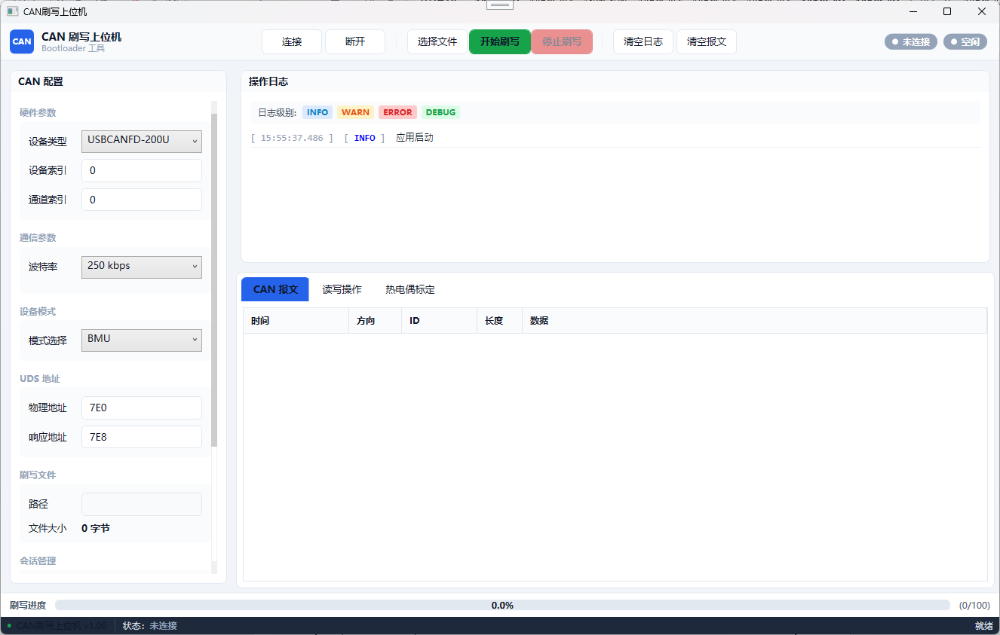 CAN刷写上位机
CAN
CAN 刷写上位机
Bootloader 工具
连接 断开 选择文件 开始刷写 停止刷写 清空日志 清空报文 未连接 空闲
CAN 配置
硬件参数
设备类型 USBCANFD-200U
设备索引 0
通道索引 0
通信参数
波特率 250 kbps
设备模式
模式选择 BMU
UDS 地址
物理地址 7E0
响应地址 7E8
刷写文件
路径
文件大小 0 字节
会话管理
操作日志
日志级别: INFO WARN ERROR DEBUG
[ 15:55:37.486 ] [ INFO ] 应用启动
CAN 报文 读写操作 热电偶标定
时间 方向 ID 长度 数据
刷写进度 0.0% (0/100)
CAN刷写上位机 v1.06 状态: 未连接 就绪